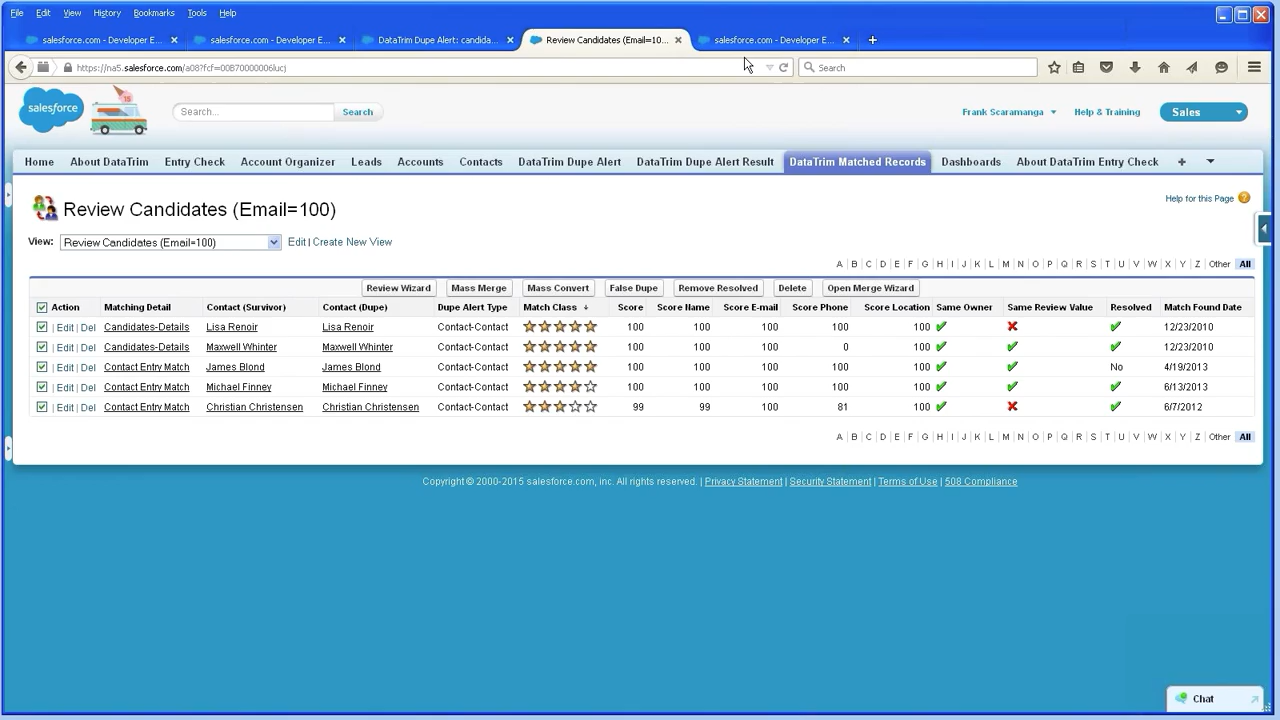 File Edit View History Bookmarks Tools Help
salesforce.com - Developer E... × salesforce.com - Developer E... × DataTrim Dupe Alert: candida... × Review Candidates (Email=10... × salesforce.com - Developer E... ×
https://na5.salesforce.com/a08?fcf=00B70000006lucj Search
salesforce Search... Search Frank Scaramanga Help & Training Sales
Home About DataTrim Entry Check Account Organizer Leads Accounts Contacts DataTrim Dupe Alert DataTrim Dupe Alert Result DataTrim Matched Records Dashboards About DataTrim Entry Check +
Help for this Page ?
Review Candidates (Email=100)
View: Review Candidates (Email=100) Edit | Create New View
A B C D E F G H I J K L M N O P Q R S T U V W X Y Z Other All
Review Wizard Mass Merge Mass Convert False Dupe Remove Resolved Delete Open Merge Wizard
Action Matching Detail Contact (Survivor) Contact (Dupe) Dupe Alert Type Match Class Score Score Name Score E-mail Score Phone Score Location Same Owner Same Review Value Resolved Match Found Date
| Edit | Del Candidates-Details Lisa Renoir Lisa Renoir Contact-Contact 100 100 100 100 100 12/23/2010
| Edit | Del Candidates-Details Maxwell Whinter Maxwell Whinter Contact-Contact 100 100 100 0 100 12/23/2010
| Edit | Del Contact Entry Match James Blond James Blond Contact-Contact 100 100 100 100 100 No 4/19/2013
| Edit | Del Contact Entry Match Michael Finney Michael Finney Contact-Contact 100 100 100 100 100 6/13/2013
| Edit | Del Contact Entry Match Christian Christensen Christian Christensen Contact-Contact 99 99 100 81 100 6/7/2012
A B C D E F G H I J K L M N O P Q R S T U V W X Y Z Other All
Copyright © 2000-2015 salesforce.com, inc. All rights reserved. | Privacy Statement | Security Statement | Terms of Use | 508 Compliance
Chat